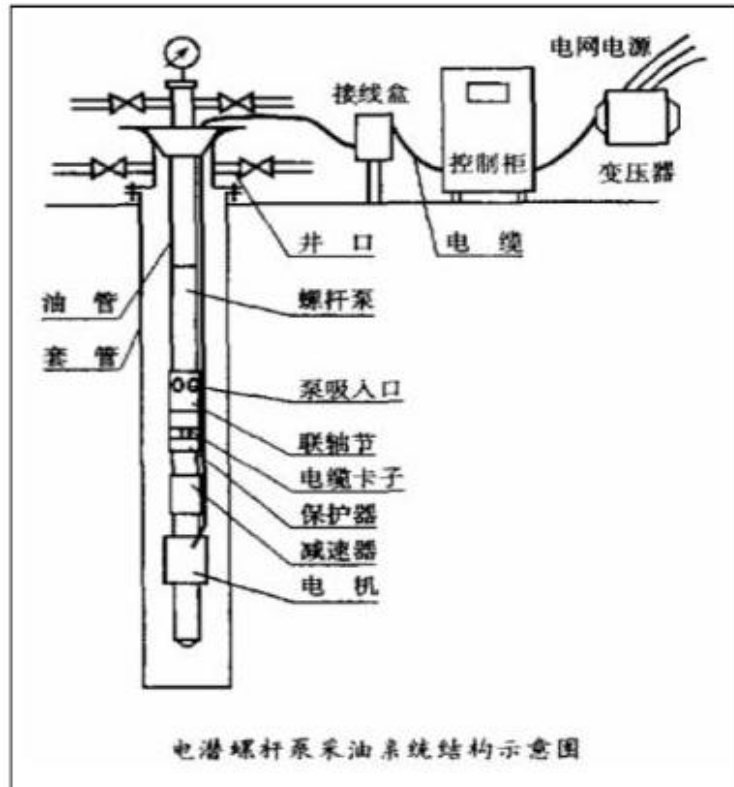 电网电源
接线盒
控制柜
变压器
井口
电缆
油管
螺杆泵
套管
泵吸入口
联轴节
电缆卡子
保护器
减速器
电机
电潜螺杆泵采油系统结构示意图